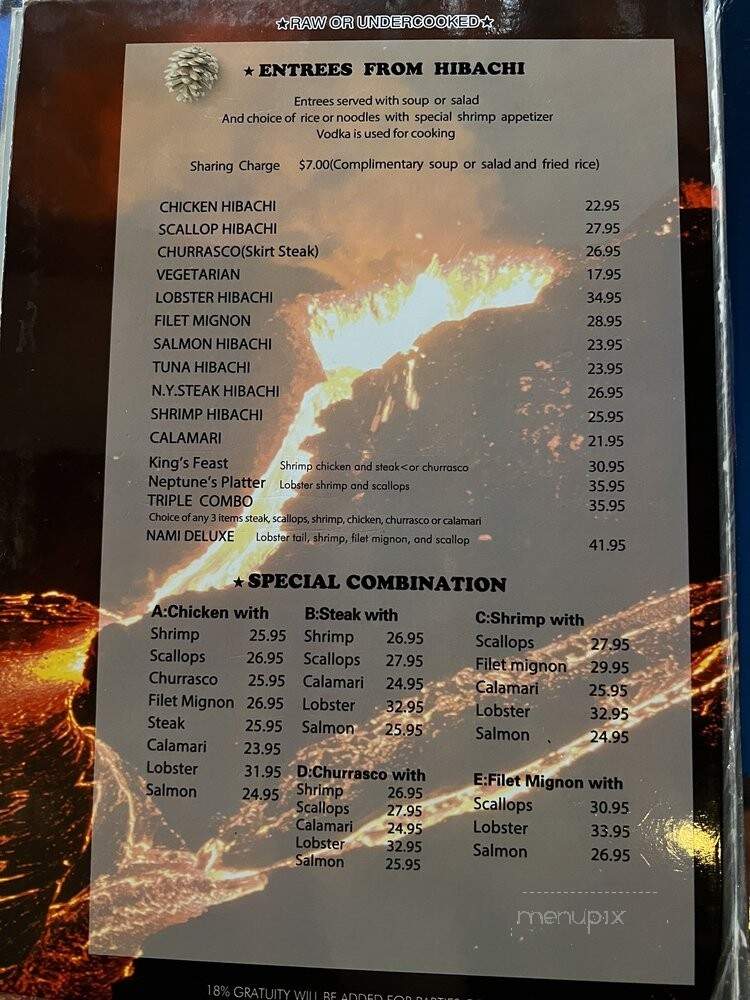 ★RAW OR UNDERCOOKED★
★ ENTREES FROM HIBACHI
Entrees served with soup or salad
And choice of rice or noodles with special shrimp appetizer
Vodka is used for cooking
Sharing Charge $7.00(Complimentary soup or salad and fried rice)
CHICKEN HIBACHI 22.95
SCALLOP HIBACHI 27.95
CHURRASCO(Skirt Steak) 26.95
VEGETARIAN 17.95
LOBSTER HIBACHI 34.95
FILET MIGNON 28.95
SALMON HIBACHI 23.95
TUNA HIBACHI 23.95
N.Y.STEAK HIBACHI 26.95
SHRIMP HIBACHI 25.95
CALAMARI 21.95
King's Feast Shrimp chicken and steak<or churrasco 30.95
Neptune's Platter Lobster shrimp and scallops 35.95
TRIPLE COMBO 35.95
Choice of any 3 items steak, scallops, shrimp, chicken, churrasco or calamari
NAMI DELUXE Lobster tail, shrimp, filet mignon, and scallop 41.95
★SPECIAL COMBINATION
A:Chicken with
Shrimp 25.95
Scallops 26.95
Churrasco 25.95
Filet Mignon 26.95
Steak 25.95
Calamari 23.95
Lobster 31.95
Salmon 24.95
B:Steak with
Shrimp 26.95
Scallops 27.95
Calamari 24.95
Lobster 32.95
Salmon 25.95
C:Shrimp with
Scallops 27.95
Filet mignon 29.95
Calamari 25.95
Lobster 32.95
Salmon 24.95
D:Churrasco with
Shrimp 26.95
Scallops 27.95
Calamari 24.95
Lobster 32.95
Salmon 25.95
E:Filet Mignon with
Scallops 30.95
Lobster 33.95
Salmon 26.95
menupix
18% GRATUITY WILL BE ADDED FOR PARTIES